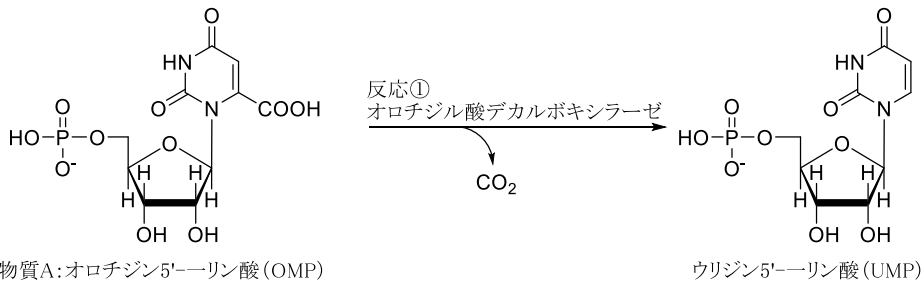 O
HN
O
N
COOH
O
HO-P-O
O-
O
H
H
H
H
OH
OH
反応①
オロチジル酸デカルボキシラーゼ
CO2
O
HN
O
N
O
HO-P-O
O-
O
H
H
H
H
OH
OH
物質A:オロチジン5'-一リン酸(OMP)
ウリジン5'-一リン酸(UMP)